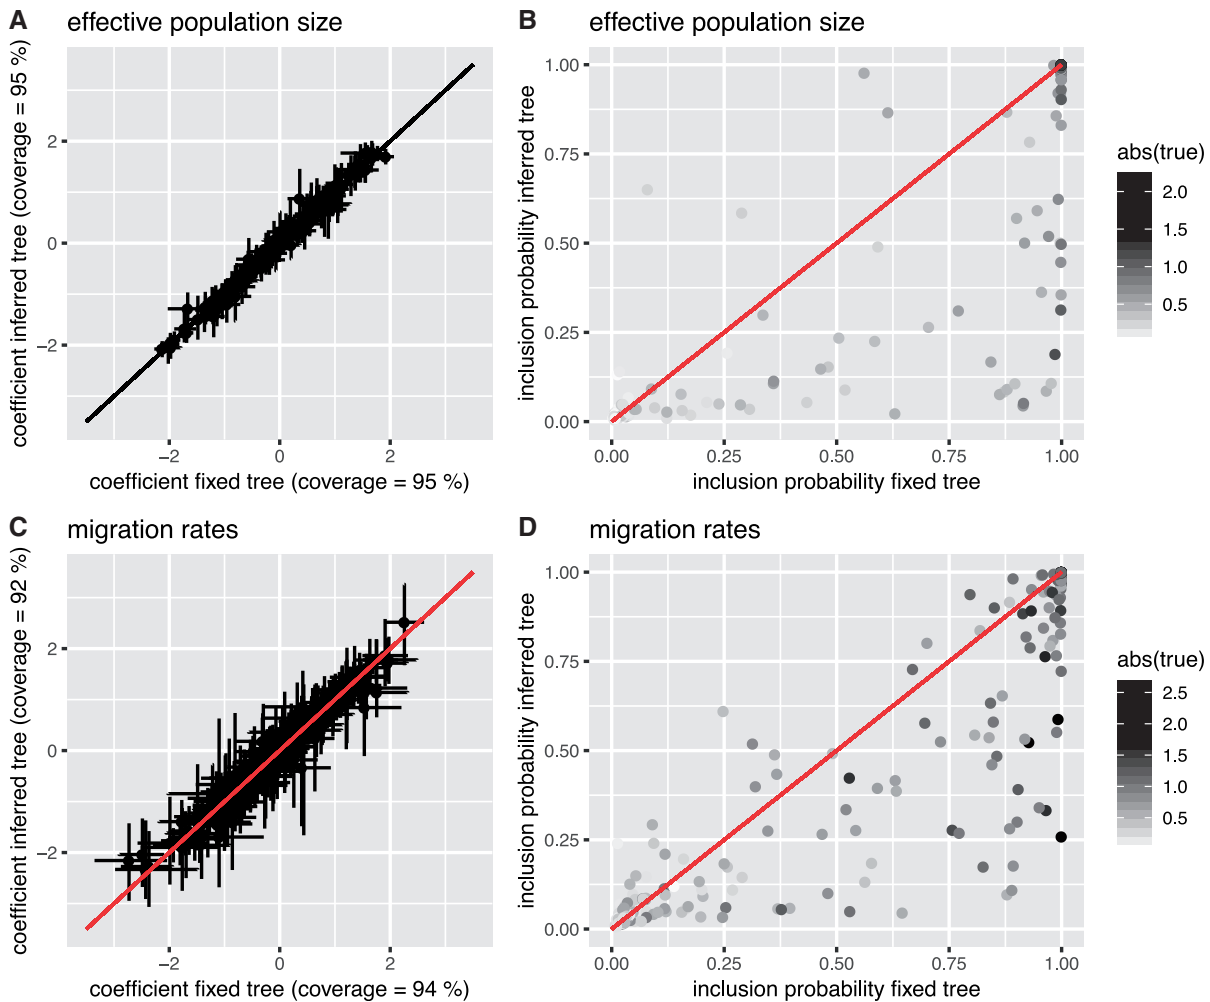 A effective population size
coefficient inferred tree (coverage = 95 %)
2
0
−2
−2 0 2
coefficient fixed tree (coverage = 95 %)
B effective population size
inclusion probability inferred tree
1.00
0.75
0.50
0.25
0.00
0.00 0.25 0.50 0.75 1.00
inclusion probability fixed tree
abs(true)
2.0
1.5
1.0
0.5
C migration rates
coefficient inferred tree (coverage = 92 %)
2
0
−2
−2 0 2
coefficient fixed tree (coverage = 94 %)
D migration rates
inclusion probability inferred tree
1.00
0.75
0.50
0.25
0.00
0.00 0.25 0.50 0.75 1.00
inclusion probability fixed tree
abs(true)
2.5
2.0
1.5
1.0
0.5